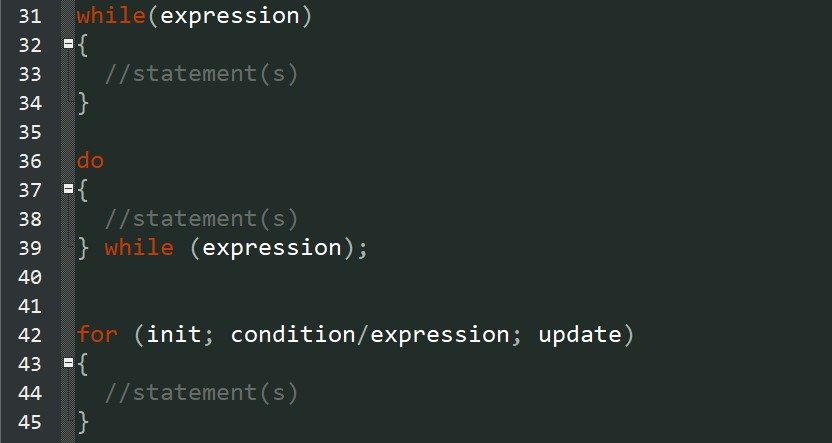 31 while(expression)
32 {
33   //statement(s)
34 }
35
36 do
37 {
38   //statement(s)
39 } while (expression);
40
41
42 for (init; condition/expression; update)
43 {
44   //statement(s)
45 }